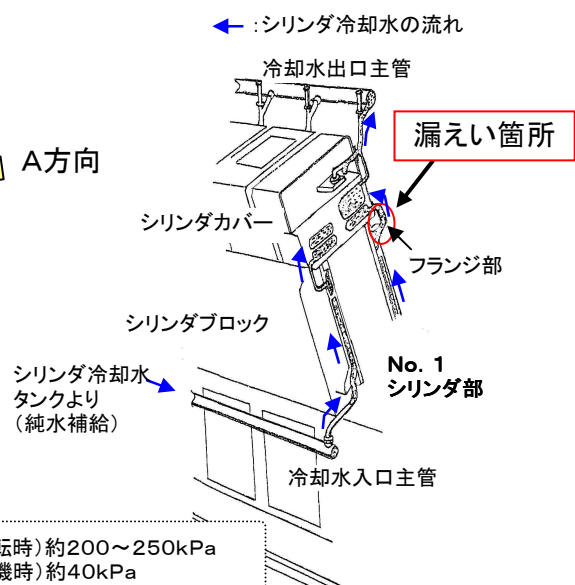 :シリンダ冷却水の流れ
冷却水出口主管
漏えい箇所
A方向
シリンダカバー
フランジ部
シリンダブロック
No. 1
シリンダ部
シリンダ冷却水
タンクより
(純水補給)
冷却水入口主管
転時)約200~250kPa
機時)約40kPa